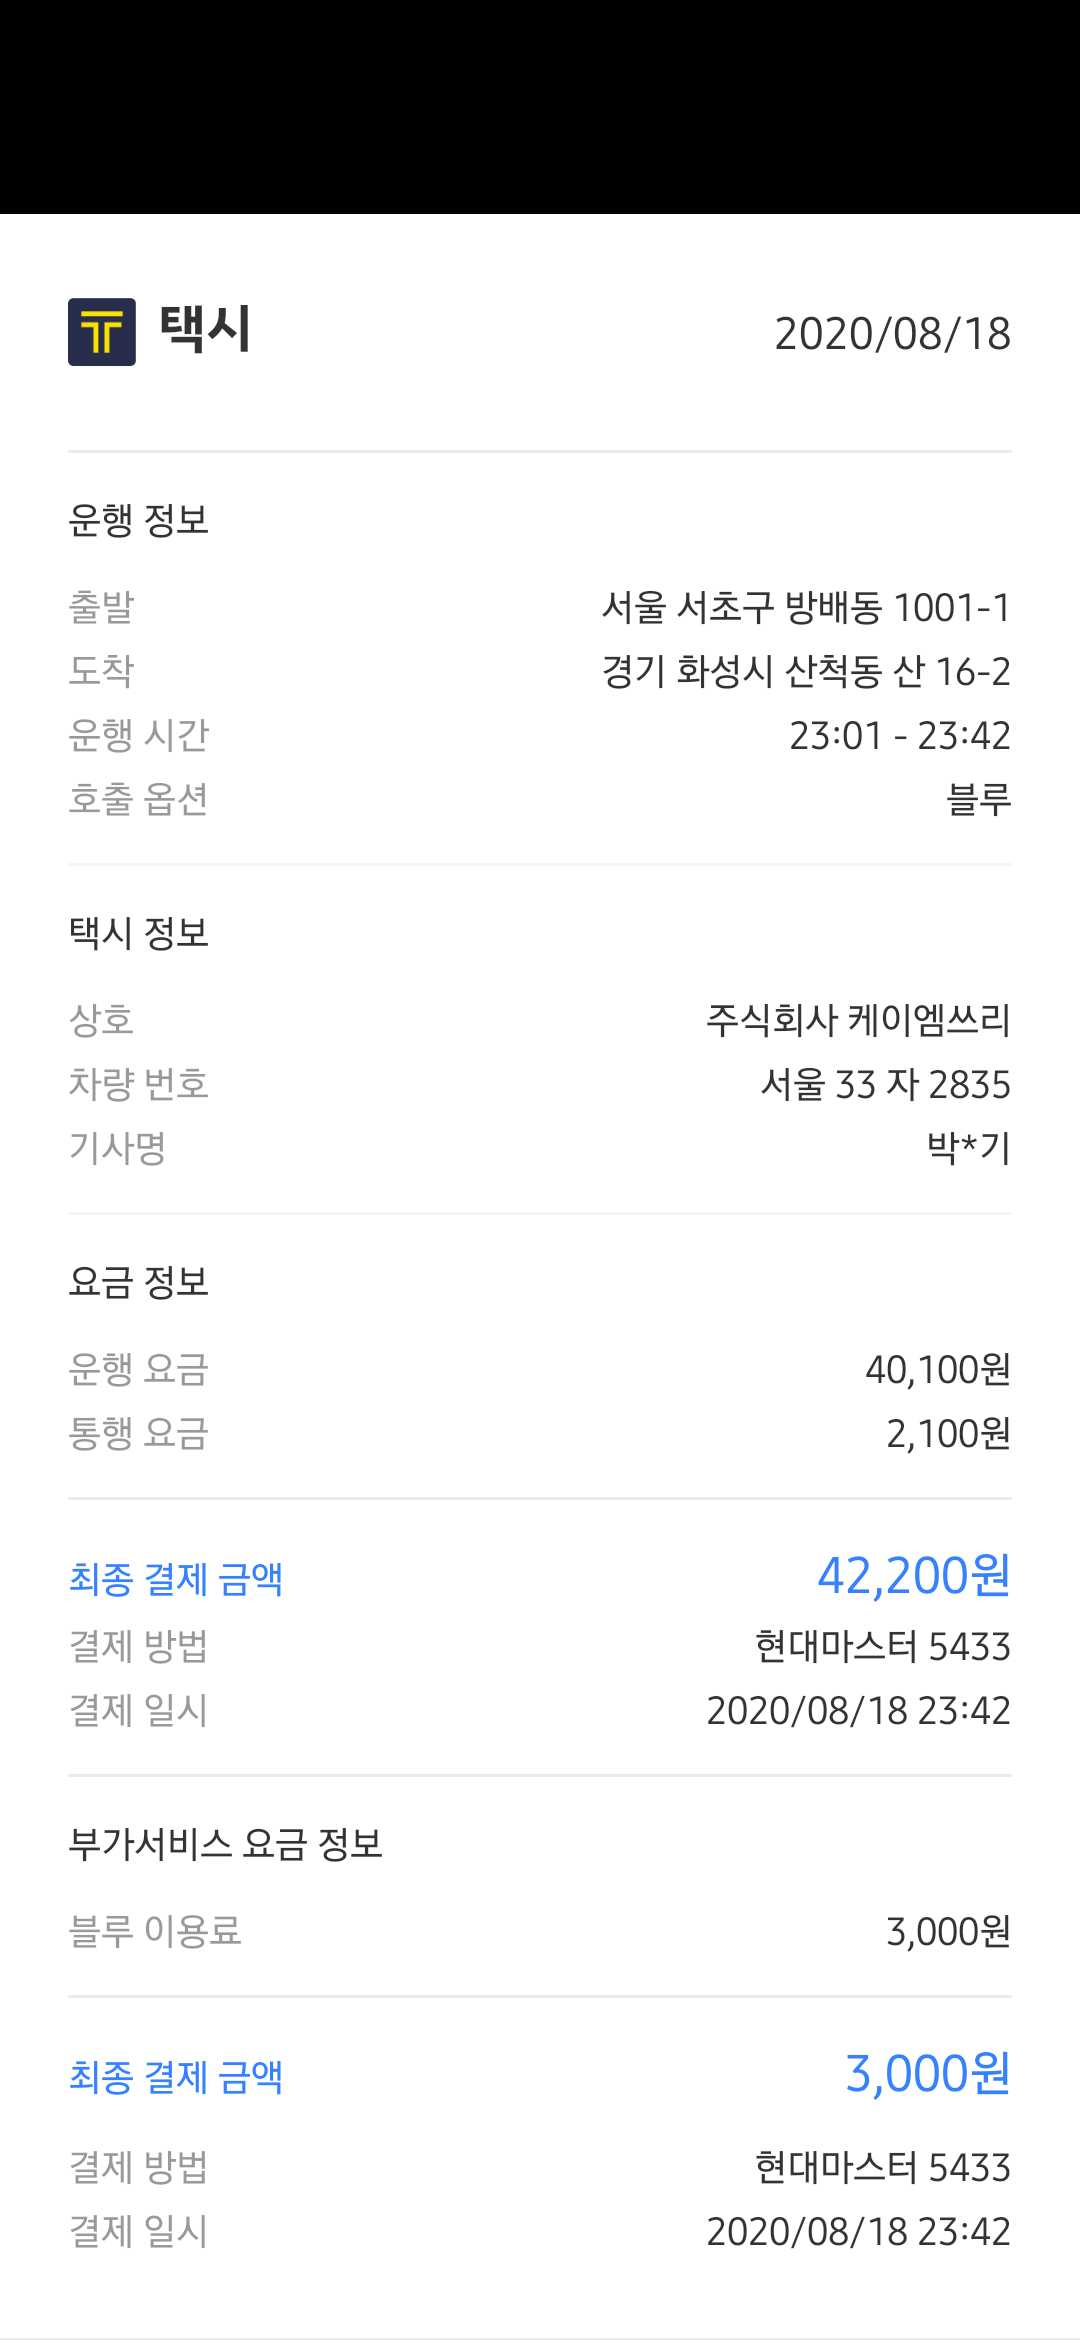 택시 2020/08/18
운행 정보
출발 서울 서초구 방배동 1001-1
도착 경기 화성시 산척동 산 16-2
운행 시간 23:01 - 23:42
호출 옵션 블루
택시 정보
상호 주식회사 케이엠쓰리
차량 번호 서울 33 자 2835
기사명 박*기
요금 정보
운행 요금 40,100원
통행 요금 2,100원
최종 결제 금액 42,200원
결제 방법 현대마스터 5433
결제 일시 2020/08/18 23:42
부가서비스 요금 정보
블루 이용료 3,000원
최종 결제 금액 3,000원
결제 방법 현대마스터 5433
결제 일시 2020/08/18 23:42